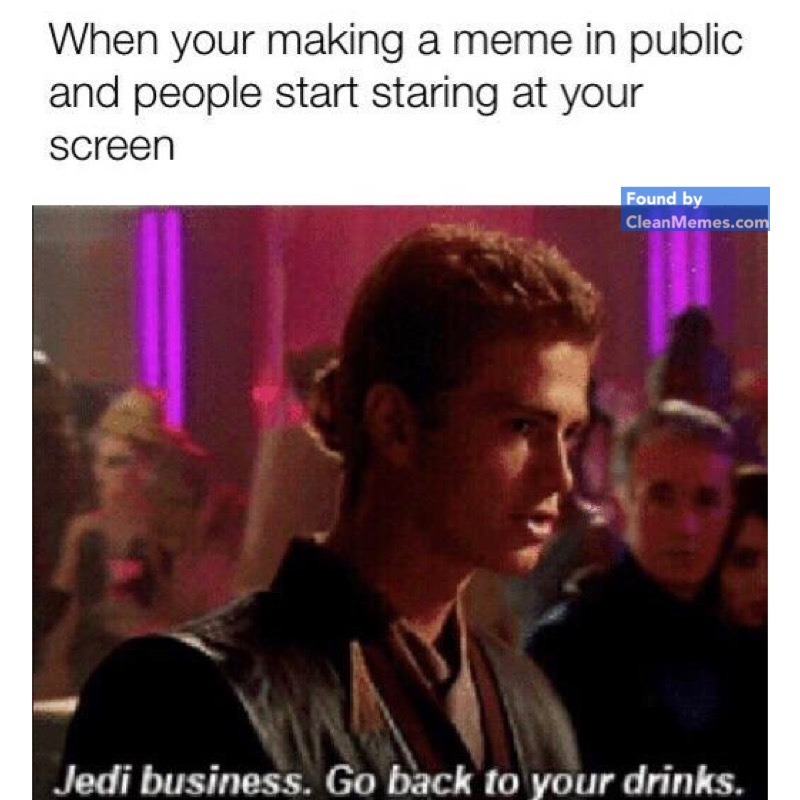 When your making a meme in public
and people start staring at your
screen
Found by
CleanMemes.com
Jedi business. Go back to your drinks.